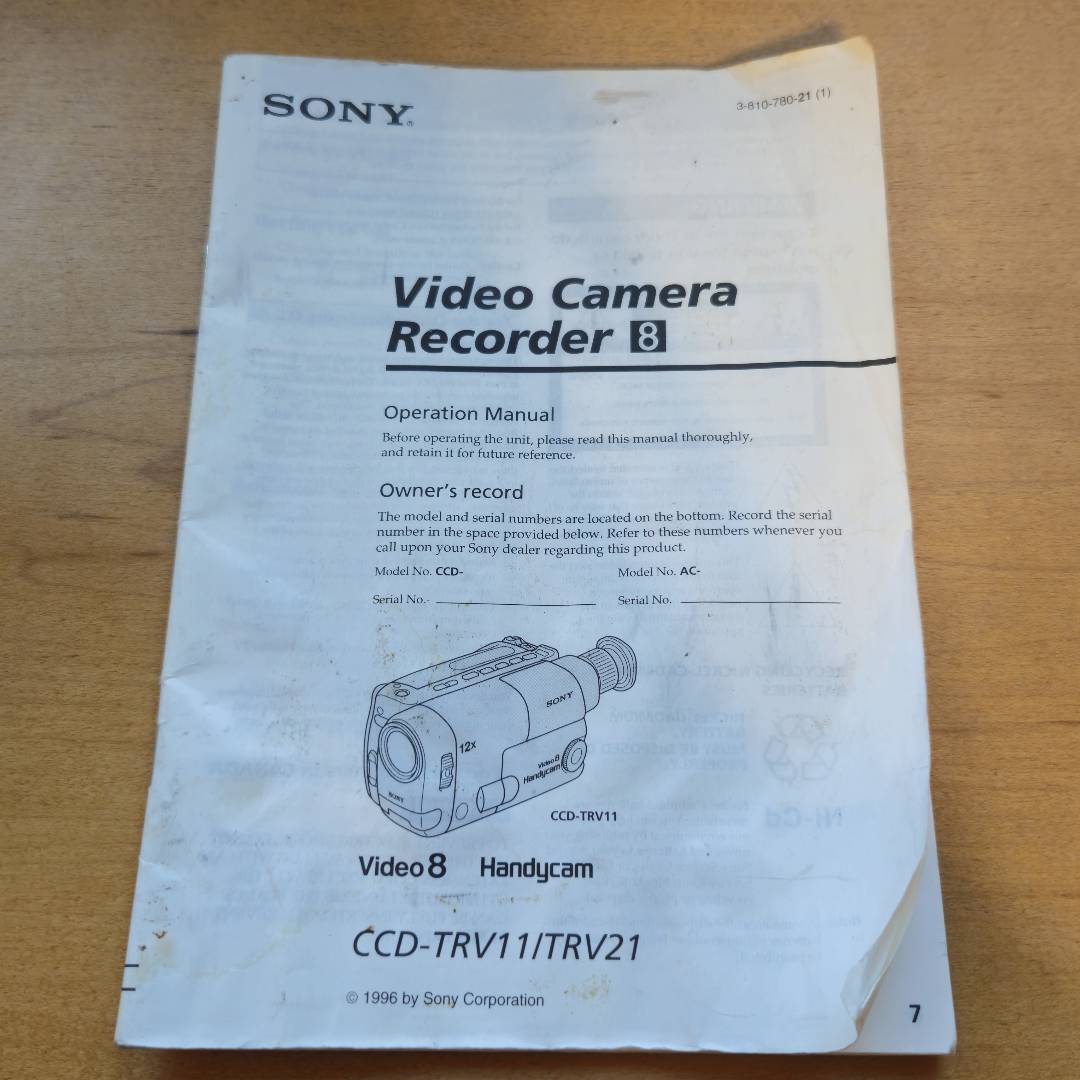 SONY®
3-810-780-21 (1)
Video Camera
Recorder 8
Operation Manual
Before operating the unit, please read this manual thoroughly,
and retain it for future reference.
Owner's record
The model and serial numbers are located on the bottom. Record the serial
number in the space provided below. Refer to these numbers whenever you
call upon your Sony dealer regarding this product.
Model No. CCD-
Model No. AC-
Serial No.
Serial No.
SONY
12x
Video 8
Handycam
SONY
CCD-TRV11
Video 8 Handycam
CCD-TRV11/TRV21
© 1996 by Sony Corporation
7